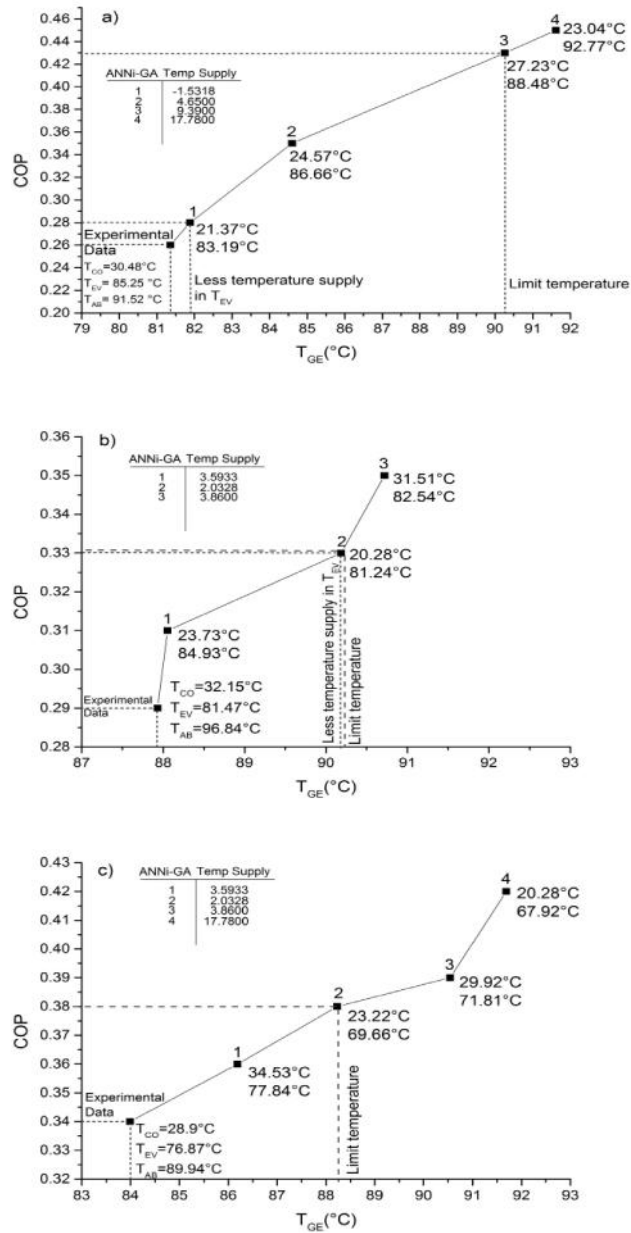 a)
0.46
0.44
0.42
0.40
0.38
0.36
0.34
0.32
0.30
0.28
0.26
0.24
0.22
0.20
COP
ANNi-GA Temp Supply
1 -1.5318
2 4.6500
3 9.3900
4 17.7800
4
23.04°C
92.77°C
3
27.23°C
88.48°C
2
24.57°C
86.66°C
1
21.37°C
83.19°C
Experimental
Data
T_CO=30.48°C
T_EV= 85.25 °C
T_AB= 91.52 °C
Less temperature supply
in T_EV
Limit temperature
79 80 81 82 83 84 85 86 87 88 89 90 91 92
T_GE(°C)
b)
0.36
0.35
0.34
0.33
0.32
0.31
0.30
0.29
0.28
COP
ANNi-GA Temp Supply
1 3.5933
2 2.0328
3 3.8600
3
31.51°C
82.54°C
2
20.28°C
81.24°C
1
23.73°C
84.93°C
Experimental
Data
T_CO=32.15°C
T_EV=81.47°C
T_AB=96.84°C
Less temperature supply in T_EV
Limit temperature
87 88 89 90 91 92 93
T_GE(°C)
c)
0.43
0.42
0.41
0.40
0.39
0.38
0.37
0.36
0.35
0.34
0.33
0.32
COP
ANNi-GA Temp Supply
1 3.5933
2 2.0328
3 3.8600
4 17.7800
4
20.28°C
67.92°C
3
29.92°C
71.81°C
2
23.22°C
69.66°C
1
34.53°C
77.84°C
Experimental
Data
T_CO=28.9°C
T_EV=76.87°C
T_AB=89.94°C
Limit temperature
83 84 85 86 87 88 89 90 91 92 93
T_GE(°C)